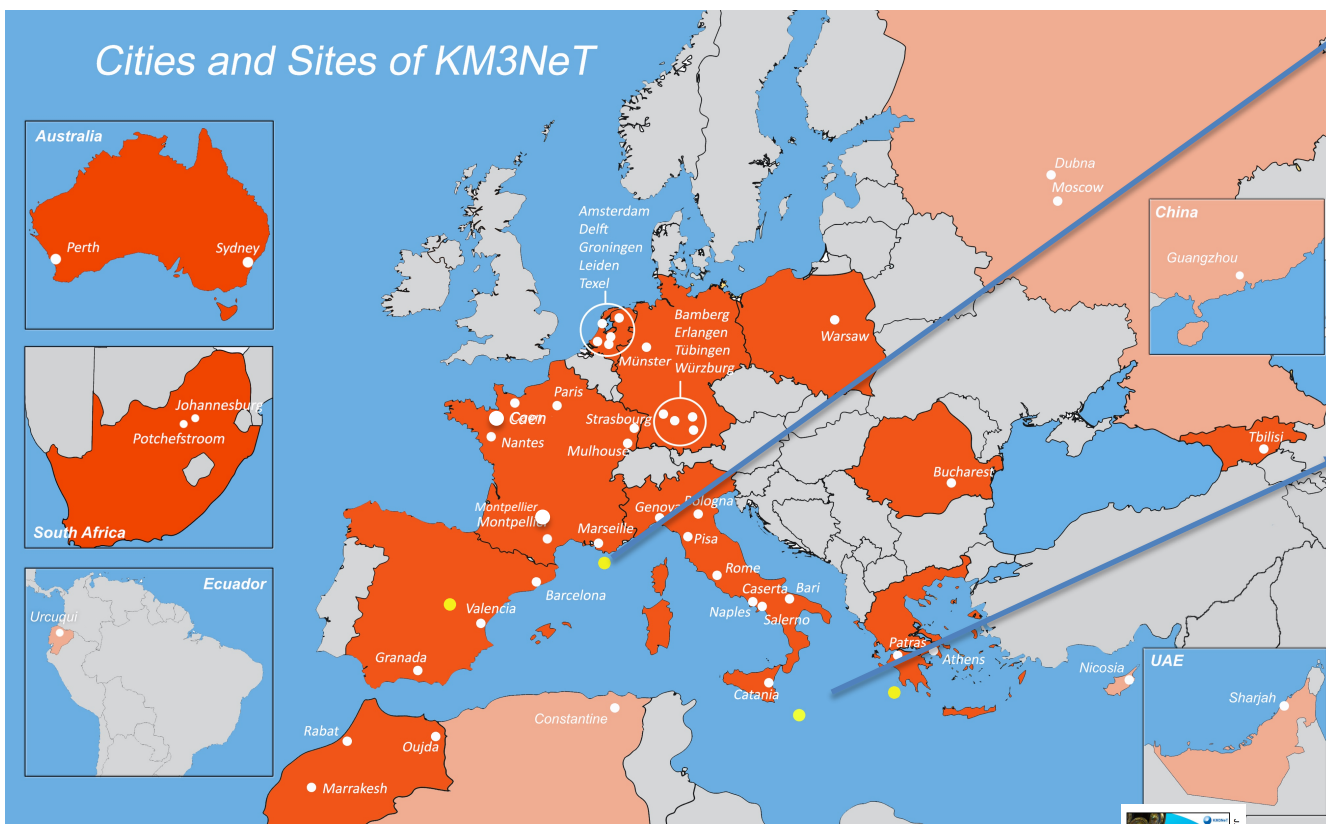 Cities and Sites of KM3NeT
Australia
Perth
Sydney
Johannesburg
Potchefstroom
South Africa
Ecuador
Urcuqui
Amsterdam
Delft
Groningen
Leiden
Texel
Bamberg
Erlangen
Tübingen
Würzburg
Münster
Warsaw
Dubna
Moscow
China
Guangzhou
Paris
Caen
Nantes
Strasbourg
Mulhouse
Montpellier
Montpellier
Marseille
Genova
Bologna
Pisa
Rome
Caserta
Bari
Naples
Salerno
Catania
Barcelona
Valencia
Granada
Bucharest
Tbilisi
Patras
Athens
Nicosia
UAE
Sharjah
Constantine
Rabat
Oujda
Marrakesh